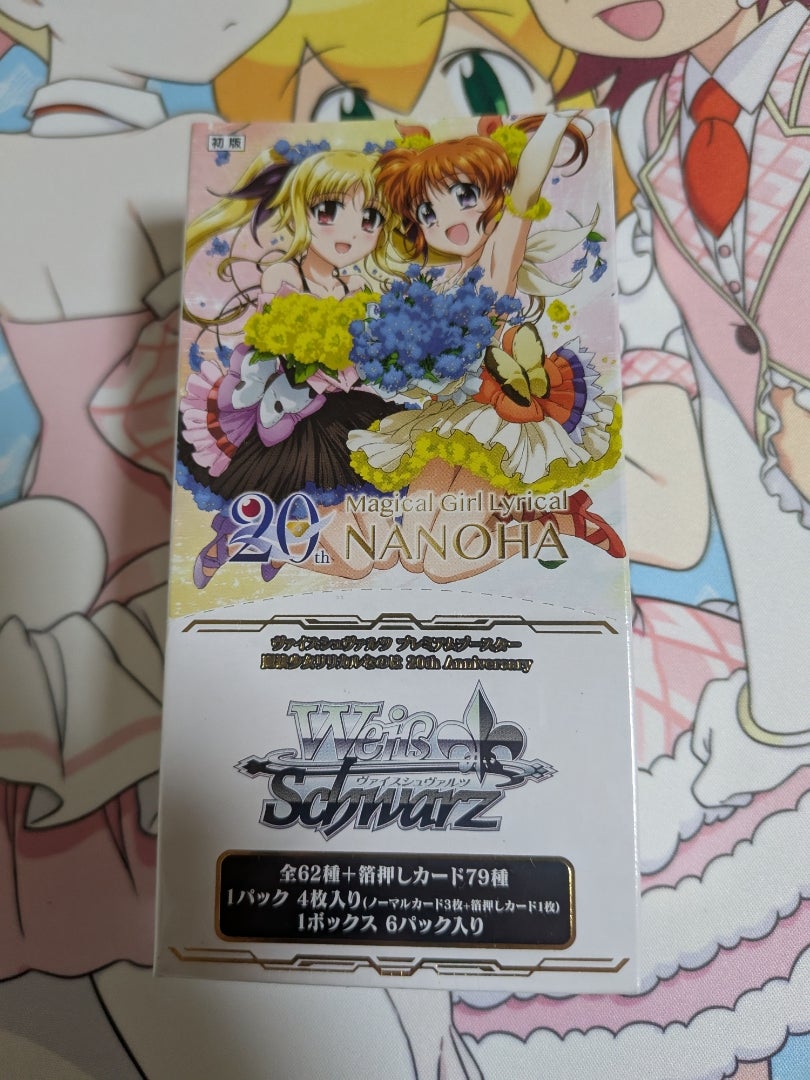 初版
20th
Magical Girl Lyrical
NANOHA
ヴァイスシュヴァルツ プレミアムブースター
魔法少女リリカルなのは 20th Anniversary
Weiß
ヴァイスシュヴァルツ
Schwarz
全62種+箔押しカード79種
1パック 4枚入り(ノーマルカード3枚+箔押しカード1枚)
1ボックス 6パック入り